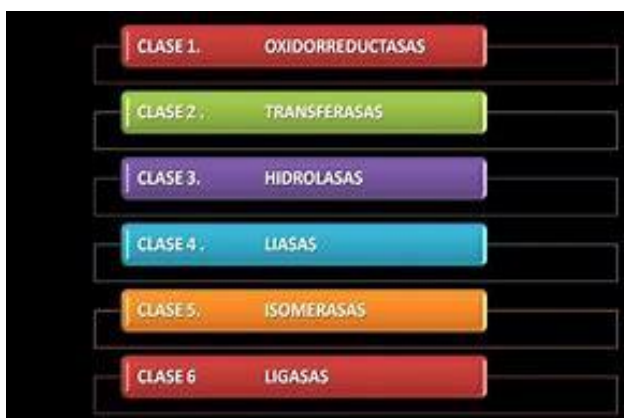 CLASE 1. OXIDORREDUCTASAS
CLASE 2 . TRANSFERASAS
CLASE 3. HIDROLASAS
CLASE 4 . LIASAS
CLASE 5. ISOMERASAS
CLASE 6 LIGASAS